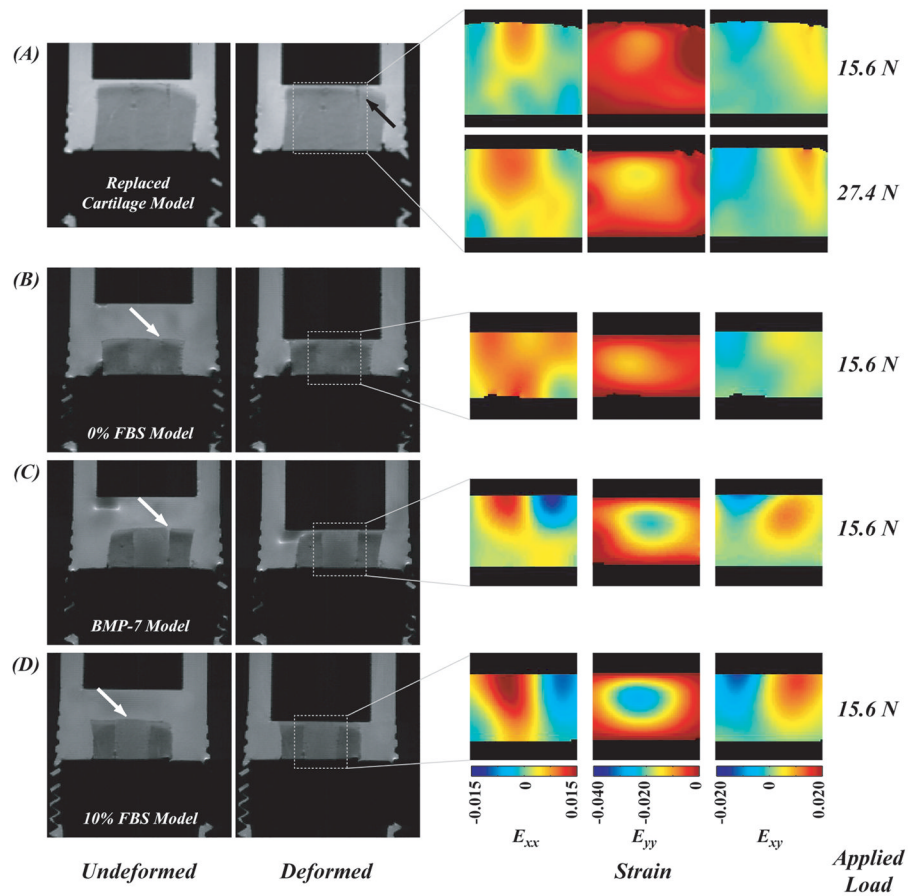 (A)
Replaced
Cartilage Model
15.6 N
27.4 N
(B)
0% FBS Model
15.6 N
(C)
BMP-7 Model
15.6 N
(D)
10% FBS Model
15.6 N
-0.015 0 0.015 -0.040 -0.020 0 -0.020 0 0.020
Exx Eyy Exy
Undeformed Deformed Strain Applied
Load